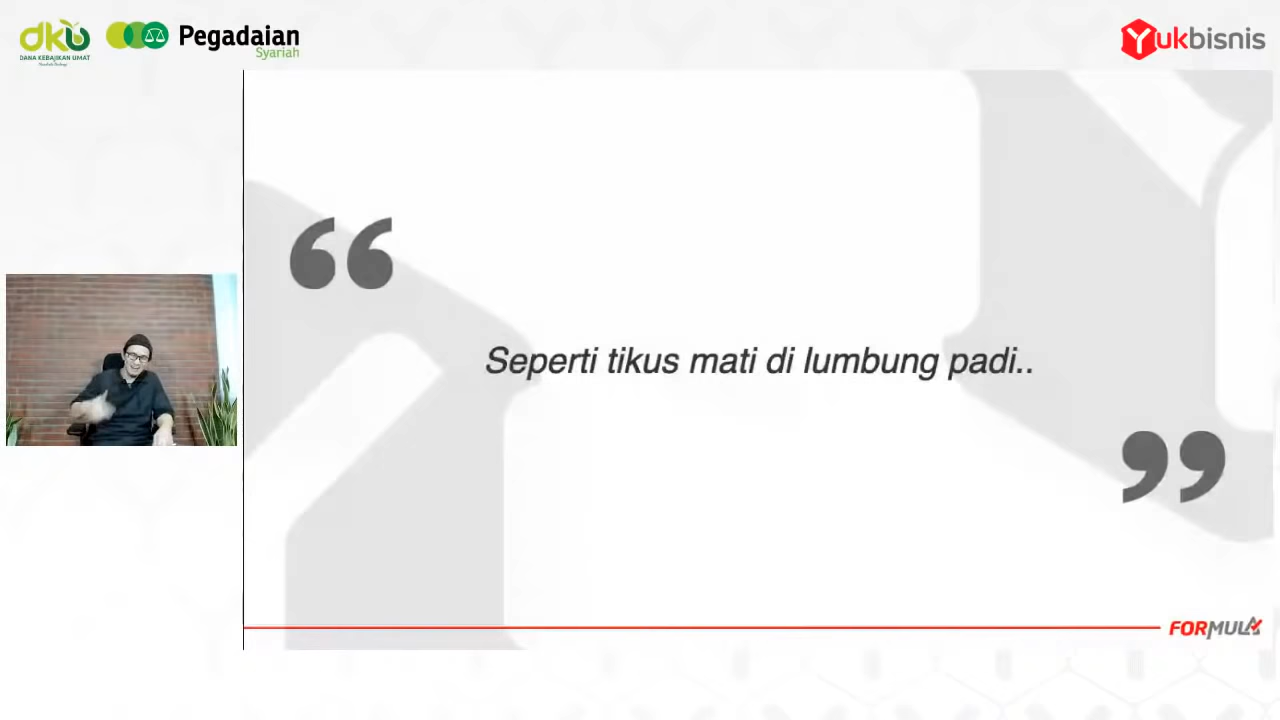 dku
DANA KEBAJIKAN UMAT
Pegadaian
Syariah
Yukbisnis
“
Seperti tikus mati di lumbung padi..
”
FORMULA